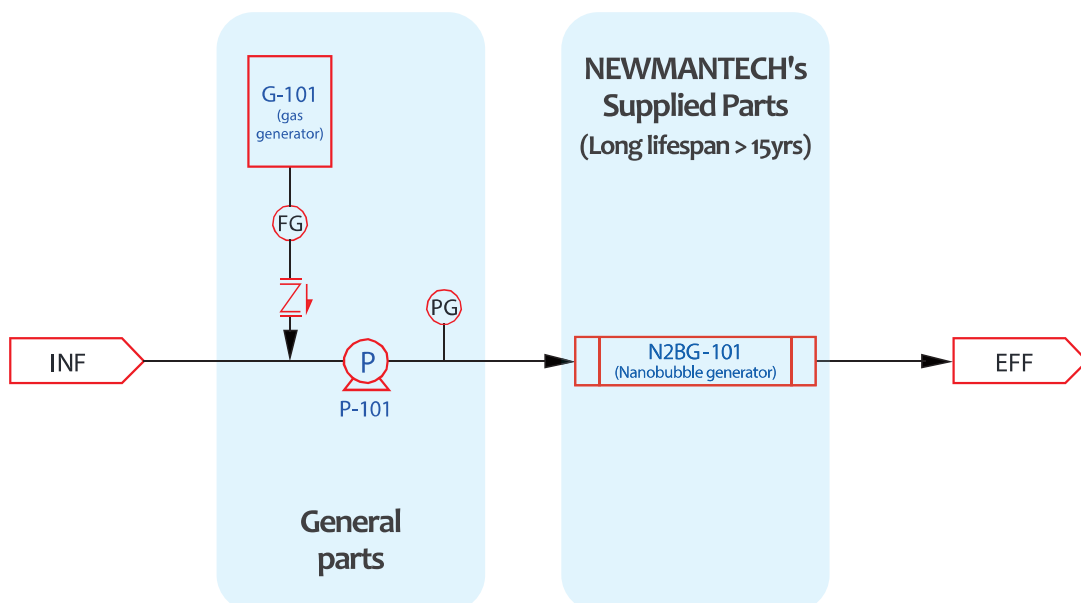 G-101
(gas
generator)
FG
PG
INF
P
P-101
General
parts
NEWMANTECH's
Supplied Parts
(Long lifespan > 15yrs)
N2BG-101
(Nanobubble generator)
EFF